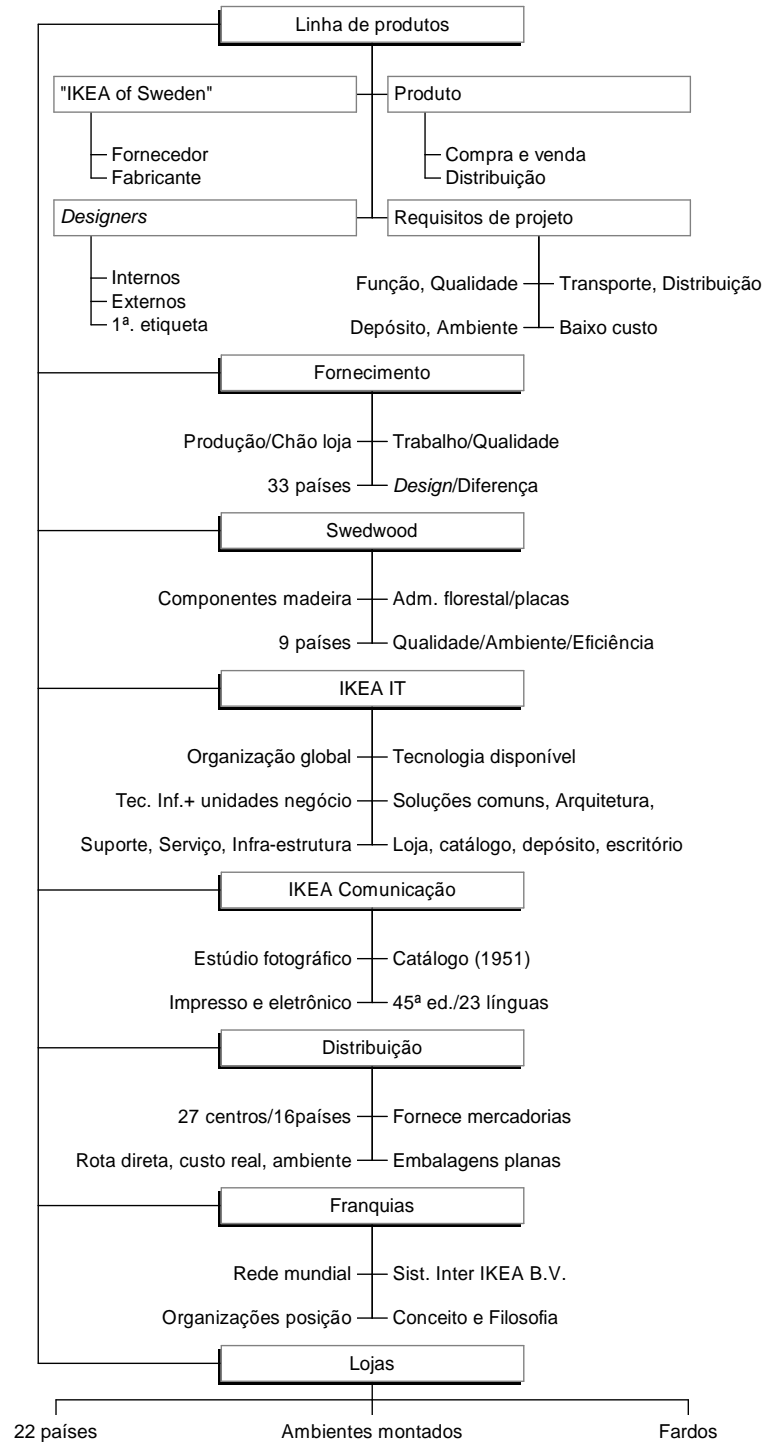 Linha de produtos
"IKEA of Sweden"
Produto
Fornecedor
Fabricante
Compra e venda
Distribuição
Designers
Requisitos de projeto
Internos
Externos
1ª. etiqueta
Função, Qualidade
Transporte, Distribuição
Depósito, Ambiente
Baixo custo
Fornecimento
Produção/Chão loja
Trabalho/Qualidade
33 países
Design/Diferença
Swedwood
Componentes madeira
Adm. florestal/placas
9 países
Qualidade/Ambiente/Eficiência
IKEA IT
Organização global
Tecnologia disponível
Tec. Inf.+ unidades negócio
Soluções comuns, Arquitetura,
Suporte, Serviço, Infra-estrutura
Loja, catálogo, depósito, escritório
IKEA Comunicação
Estúdio fotográfico
Catálogo (1951)
Impresso e eletrônico
45ª ed./23 línguas
Distribuição
27 centros/16países
Fornece mercadorias
Rota direta, custo real, ambiente
Embalagens planas
Franquias
Rede mundial
Sist. Inter IKEA B.V.
Organizações posição
Conceito e Filosofia
Lojas
22 países
Ambientes montados
Fardos